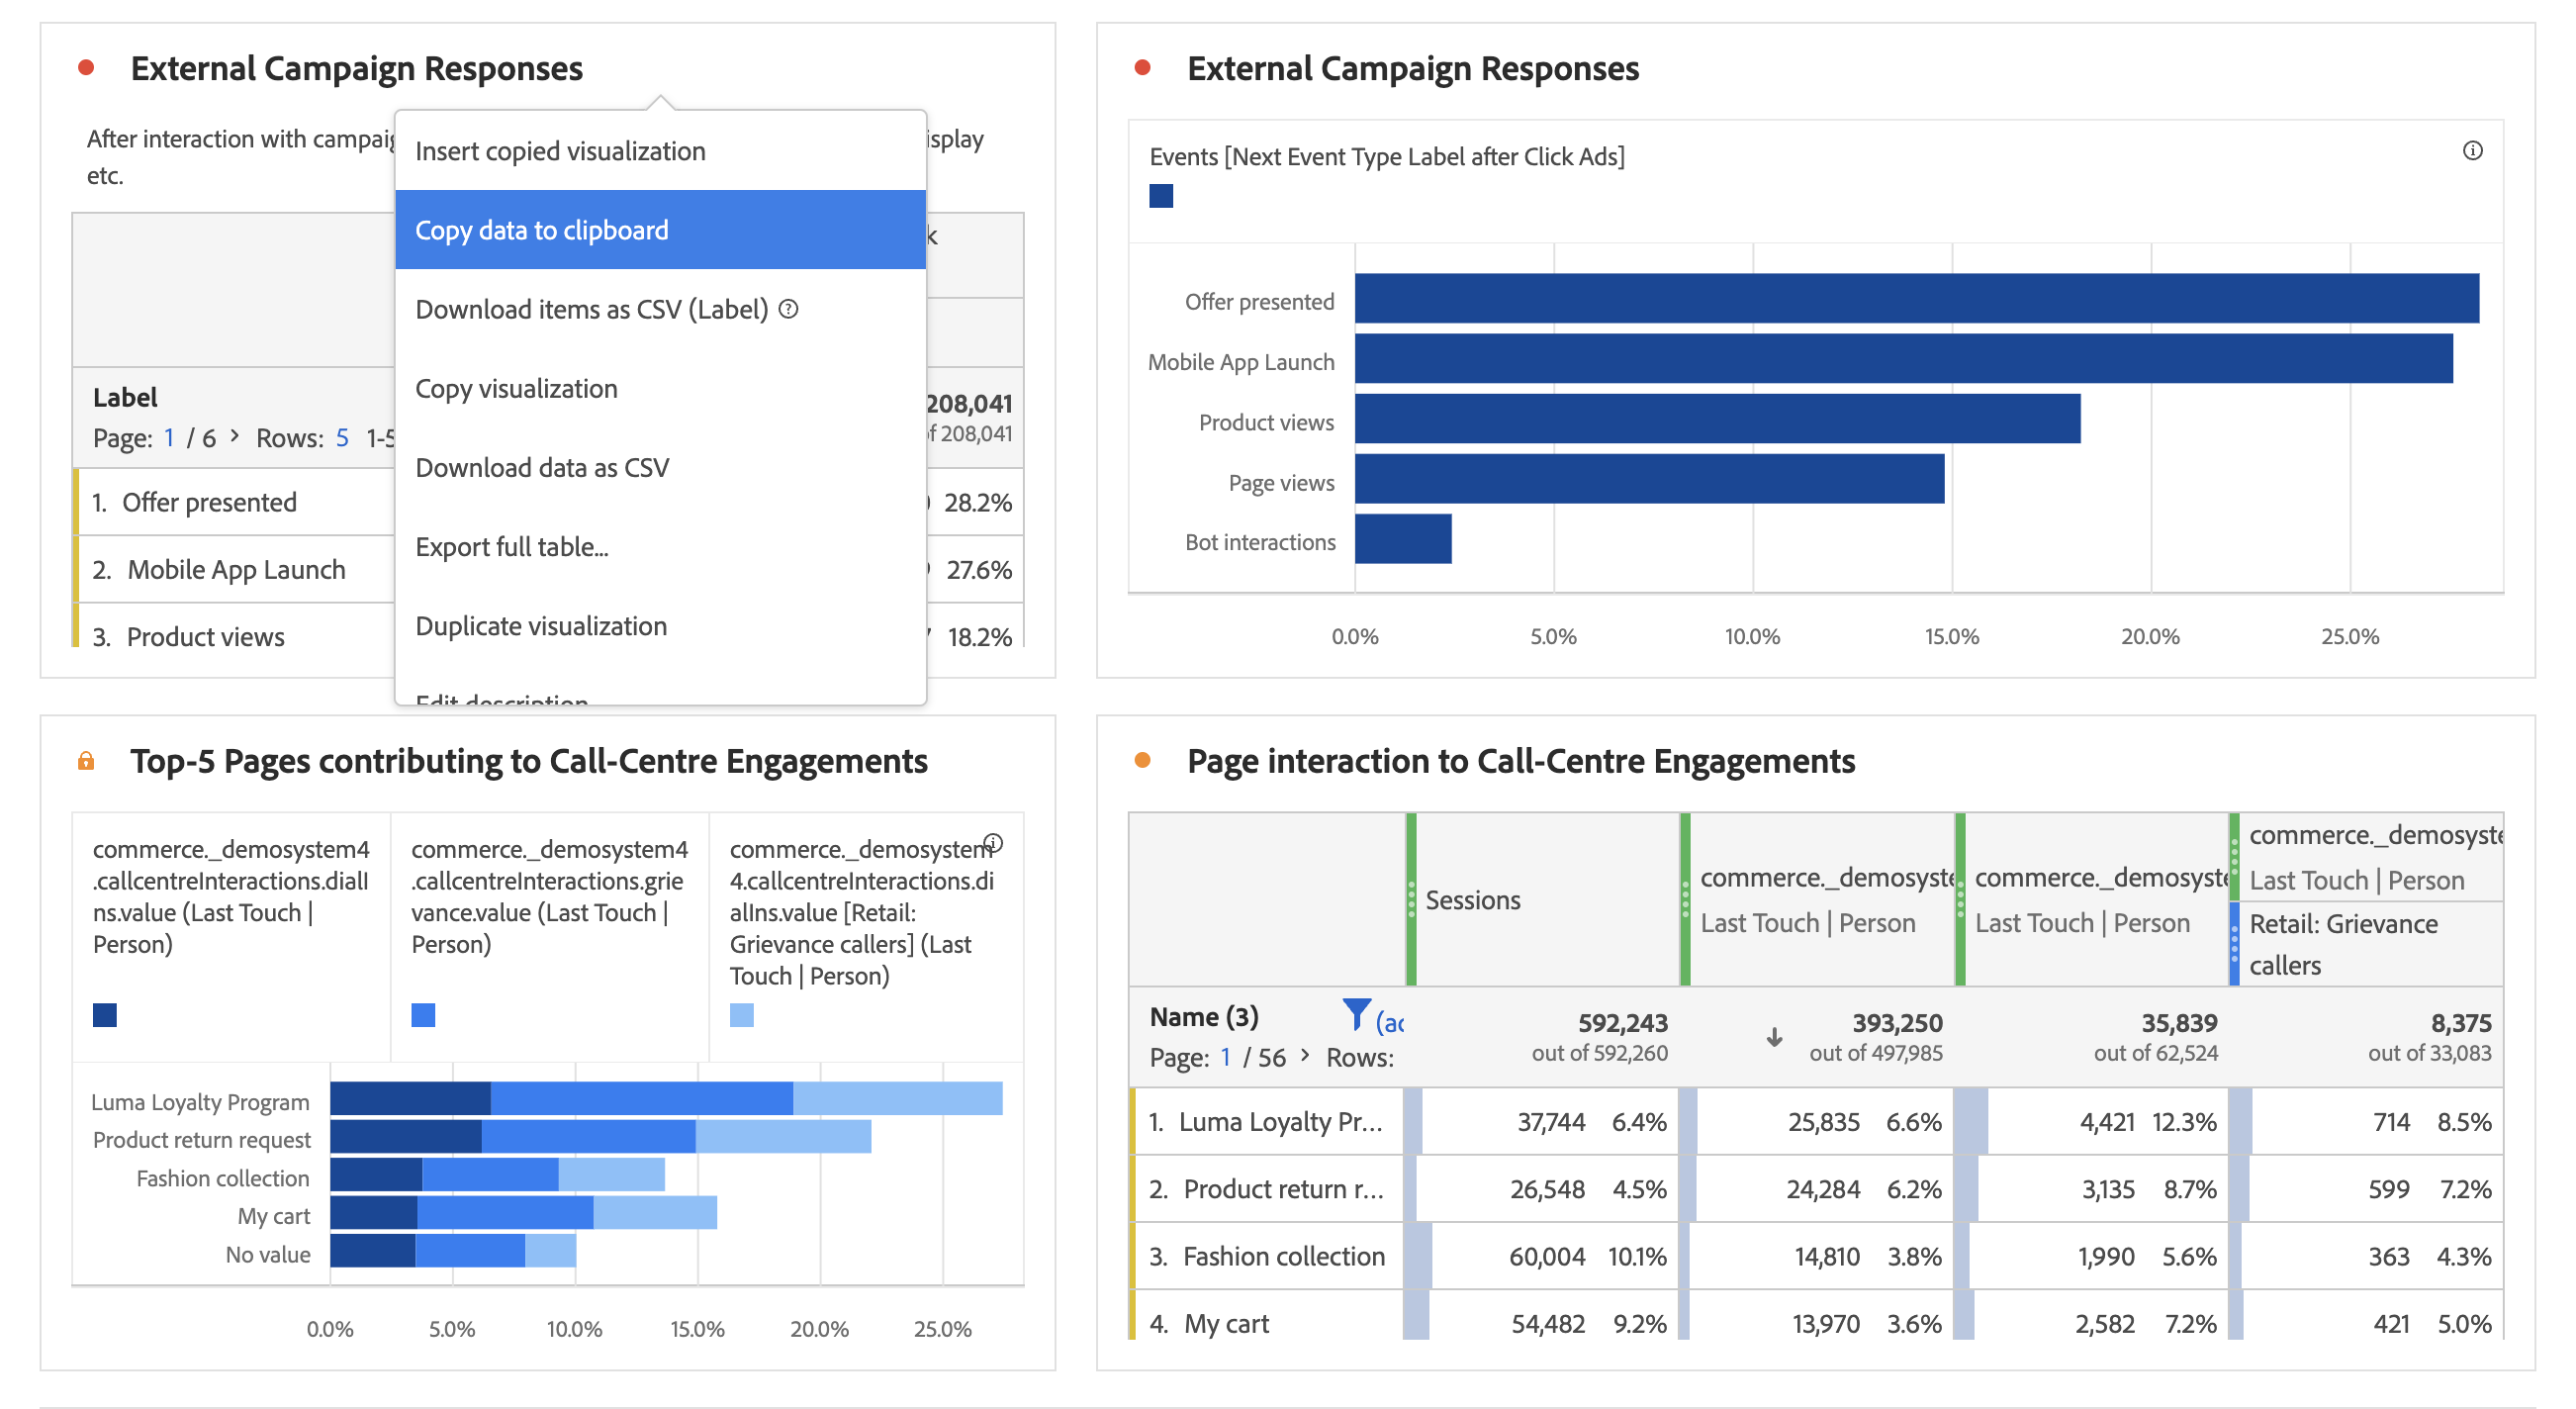 External Campaign Responses
After interaction with campaig
isplay
etc.
Insert copied visualization
Copy data to clipboard
Download items as CSV (Label)
Copy visualization
Download data as CSV
Export full table...
Duplicate visualization
Edit description
Label
208,041
Page: 1 / 6 > Rows: 5 1-5
of 208,041
1. Offer presented 28.2%
2. Mobile App Launch 27.6%
3. Product views 18.2%
External Campaign Responses
Events [Next Event Type Label after Click Ads]
Offer presented
Mobile App Launch
Product views
Page views
Bot interactions
0.0% 5.0% 10.0% 15.0% 20.0% 25.0%
Top-5 Pages contributing to Call-Centre Engagements
commerce._demosystem4
.callcentreInteractions.dialI
ns.value (Last Touch |
Person)
commerce._demosystem4
.callcentreInteractions.grie
vance.value (Last Touch |
Person)
commerce._demosystem
4.callcentreInteractions.di
alIns.value [Retail:
Grievance callers] (Last
Touch | Person)
Luma Loyalty Program
Product return request
Fashion collection
My cart
No value
0.0% 5.0% 10.0% 15.0% 20.0% 25.0%
Page interaction to Call-Centre Engagements
Sessions
commerce._demosyste
Last Touch | Person
commerce._demosyste
Last Touch | Person
commerce._demosyste
Last Touch | Person
Retail: Grievance
callers
Name (3) (ac 592,243 393,250 35,839 8,375
Page: 1 / 56 > Rows: out of 592,260 out of 497,985 out of 62,524 out of 33,083
1. Luma Loyalty Pr... 37,744 6.4% 25,835 6.6% 4,421 12.3% 714 8.5%
2. Product return r... 26,548 4.5% 24,284 6.2% 3,135 8.7% 599 7.2%
3. Fashion collection 60,004 10.1% 14,810 3.8% 1,990 5.6% 363 4.3%
4. My cart 54,482 9.2% 13,970 3.6% 2,582 7.2% 421 5.0%